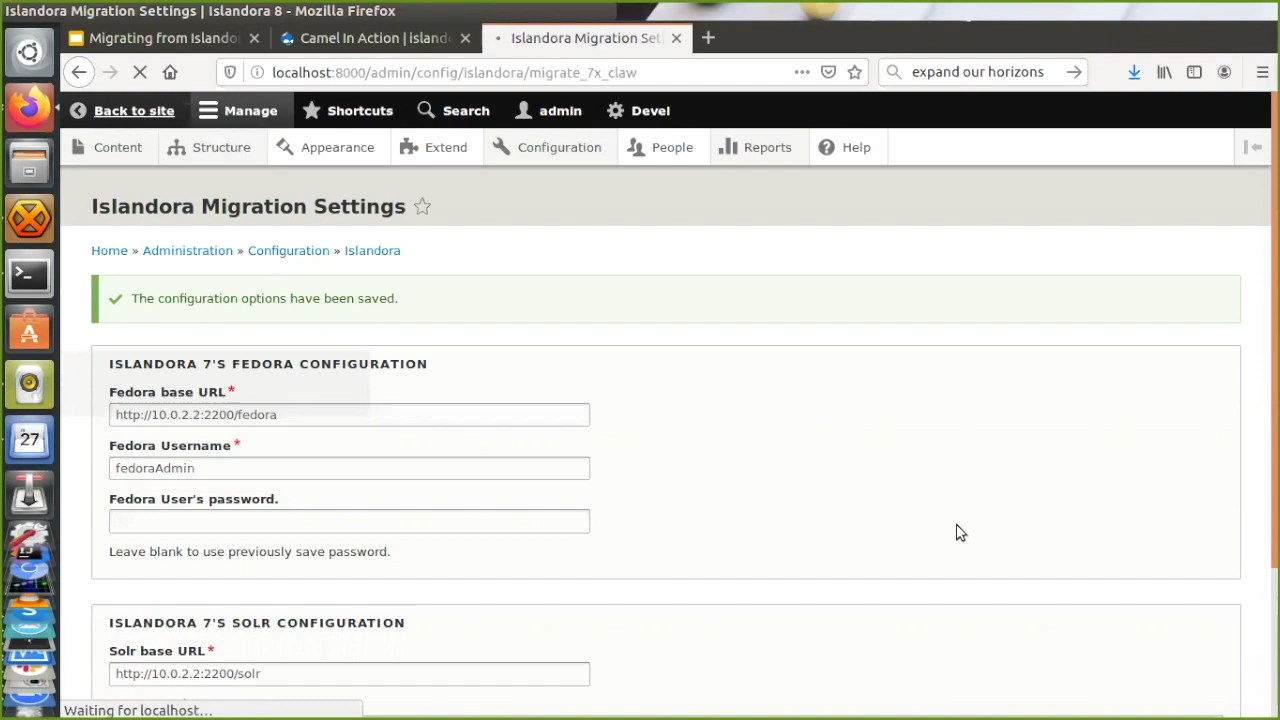 Islandora Migration Settings | Islandora 8 - Mozilla Firefox
Migrating from Islando
Camel In Action | islando
Islandora Migration Set
localhost:8000/admin/config/islandora/migrate_7x_claw
expand our horizons
Back to site
Manage
Shortcuts
Search
admin
Devel
Content
Structure
Appearance
Extend
Configuration
People
Reports
Help
Islandora Migration Settings
Home » Administration » Configuration » Islandora
The configuration options have been saved.
ISLANDORA 7'S FEDORA CONFIGURATION
Fedora base URL*
http://10.0.2.2:2200/fedora
Fedora Username*
fedoraAdmin
Fedora User's password.
Leave blank to use previously save password.
ISLANDORA 7'S SOLR CONFIGURATION
Solr base URL*
http://10.0.2.2:2200/solr
Waiting for localhost...
27